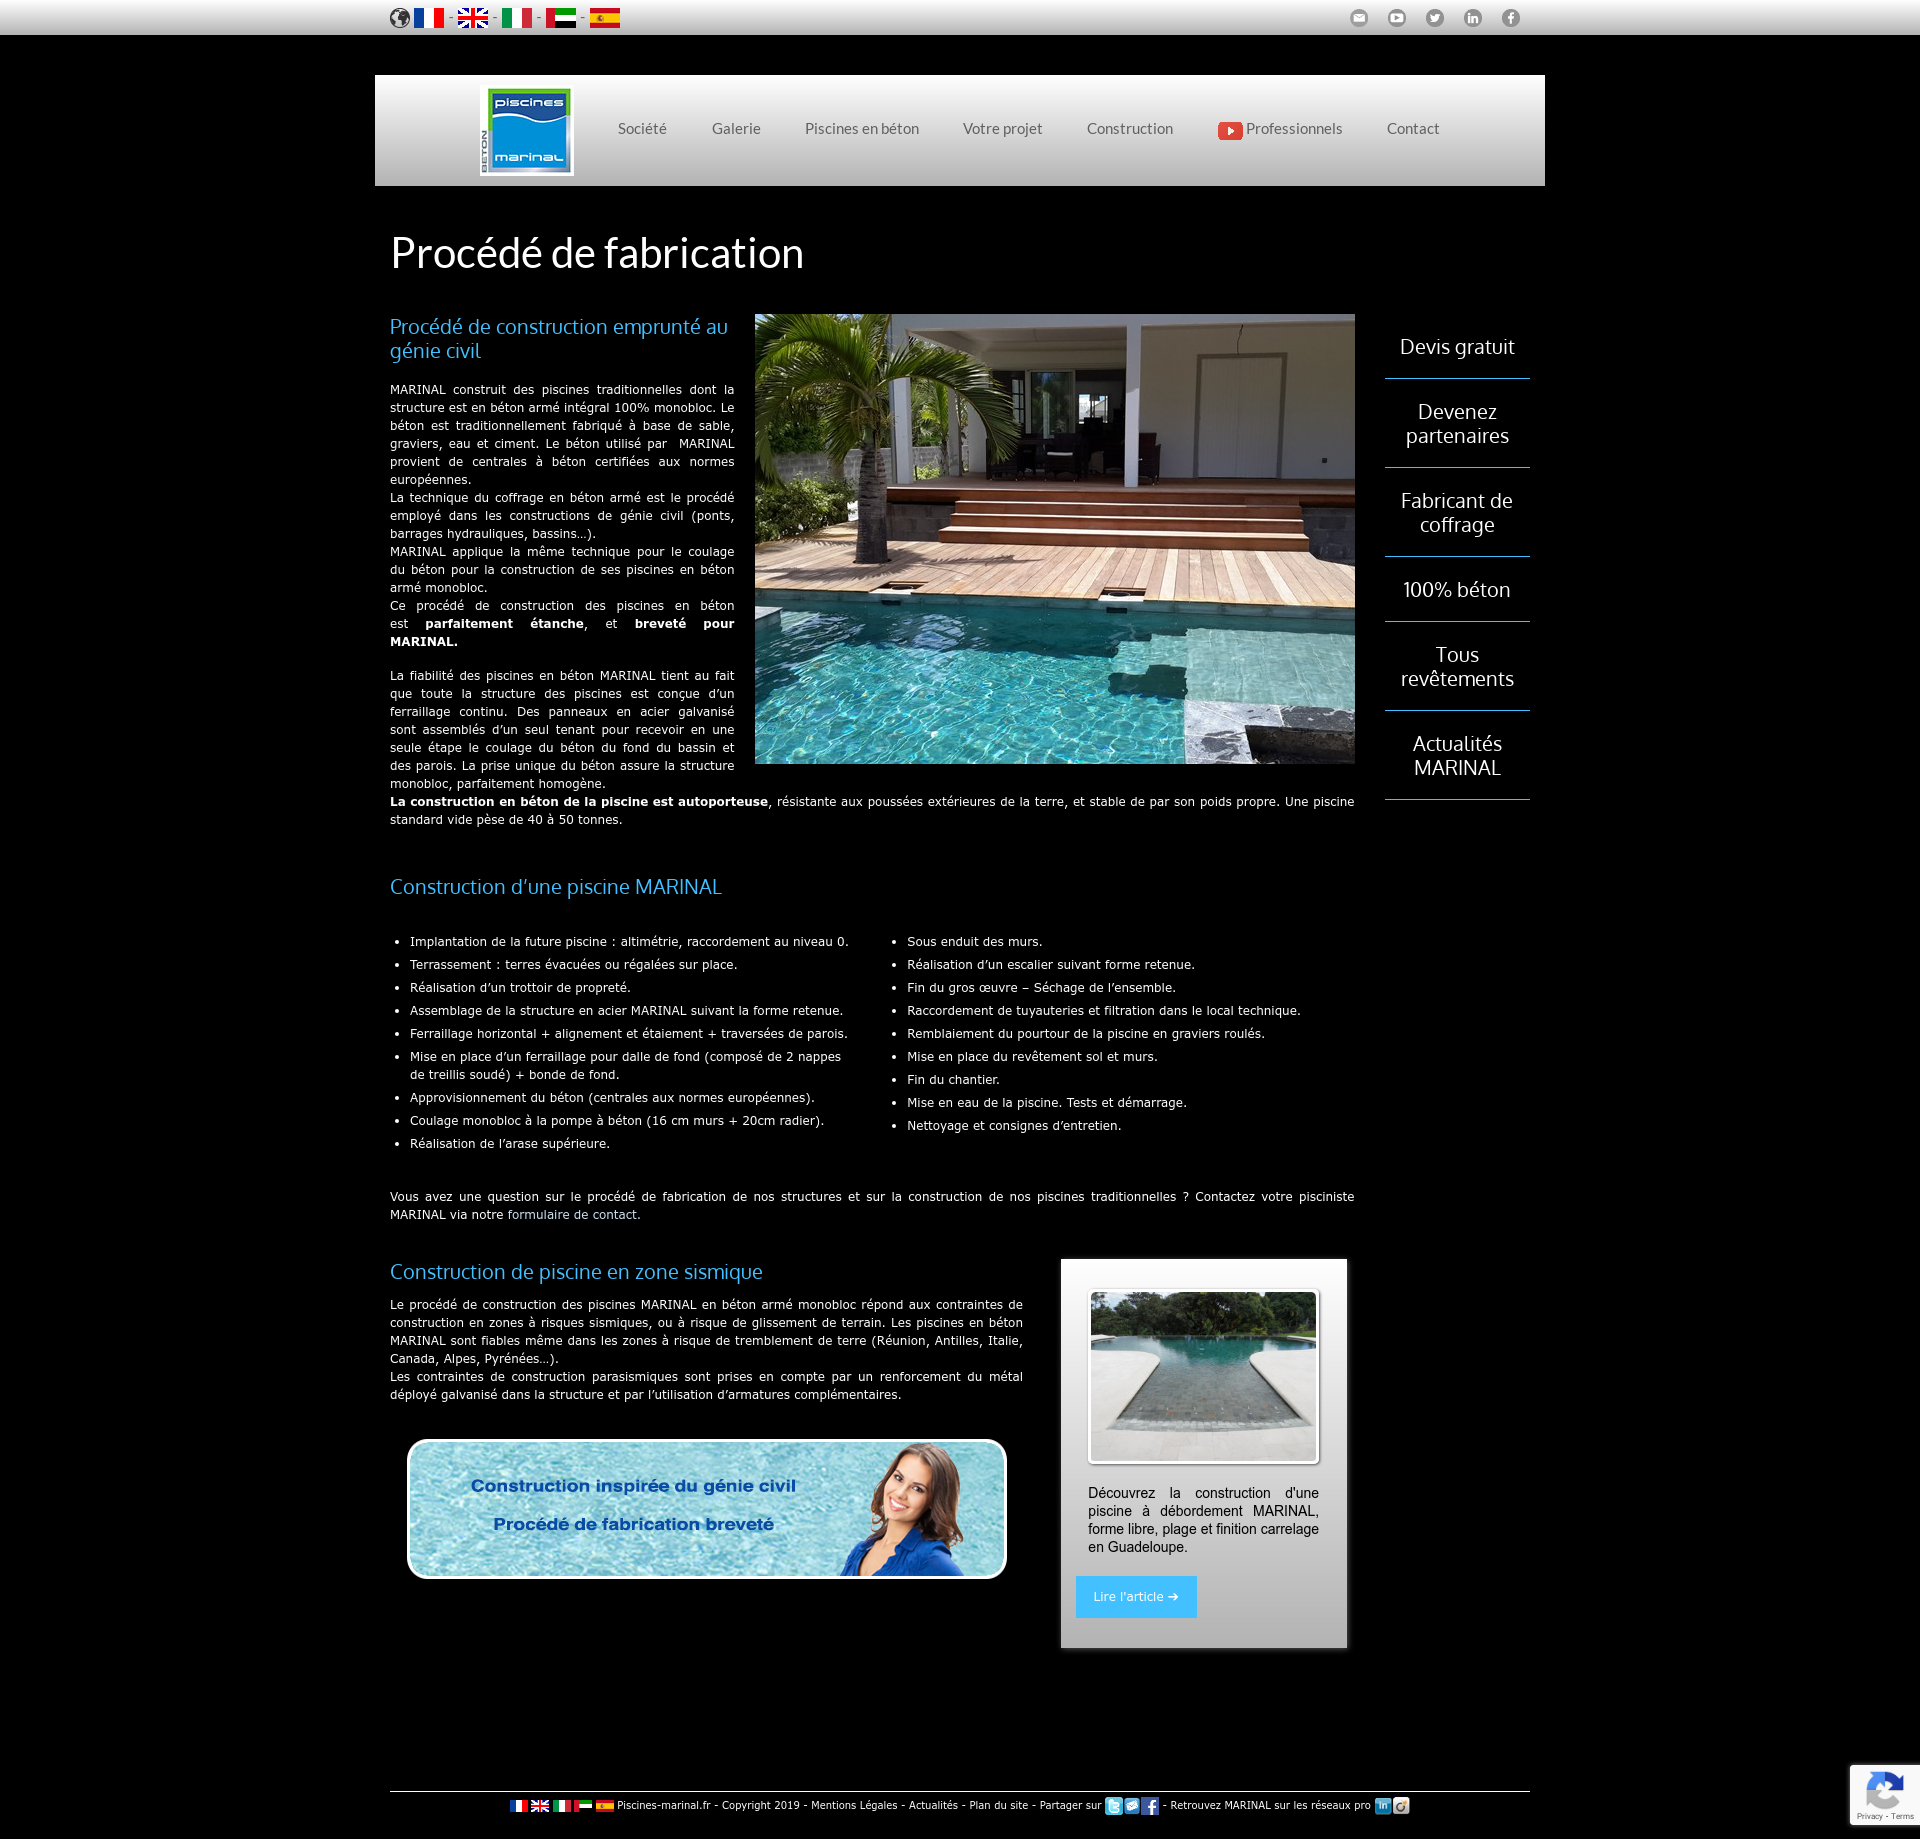 - - - -
piscines
BETON
marinal
Société Galerie Piscines en béton Votre projet Construction Professionnels Contact
Procédé de fabrication
Procédé de construction emprunté au
génie civil
MARINAL construit des piscines traditionnelles dont la
structure est en béton armé intégral 100% monobloc. Le
béton est traditionnellement fabriqué à base de sable,
graviers, eau et ciment. Le béton utilisé par MARINAL
provient de centrales à béton certifiées aux normes
européennes.
La technique du coffrage en béton armé est le procédé
employé dans les constructions de génie civil (ponts,
barrages hydrauliques, bassins…).
MARINAL applique la même technique pour le coulage
du béton pour la construction de ses piscines en béton
armé monobloc.
Ce procédé de construction des piscines en béton
est parfaitement étanche, et breveté pour
MARINAL.
La fiabilité des piscines en béton MARINAL tient au fait
que toute la structure des piscines est conçue d’un
ferraillage continu. Des panneaux en acier galvanisé
sont assemblés d’un seul tenant pour recevoir en une
seule étape le coulage du béton du fond du bassin et
des parois. La prise unique du béton assure la structure
monobloc, parfaitement homogène.
La construction en béton de la piscine est autoporteuse, résistante aux poussées extérieures de la terre, et stable de par son poids propre. Une piscine
standard vide pèse de 40 à 50 tonnes.
Devis gratuit
Devenez
partenaires
Fabricant de
coffrage
100% béton
Tous
revêtements
Actualités
MARINAL
Construction d’une piscine MARINAL
• Implantation de la future piscine : altimétrie, raccordement au niveau 0.
• Terrassement : terres évacuées ou régalées sur place.
• Réalisation d’un trottoir de propreté.
• Assemblage de la structure en acier MARINAL suivant la forme retenue.
• Ferraillage horizontal + alignement et étaiement + traversées de parois.
• Mise en place d’un ferraillage pour dalle de fond (composé de 2 nappes
de treillis soudé) + bonde de fond.
• Approvisionnement du béton (centrales aux normes européennes).
• Coulage monobloc à la pompe à béton (16 cm murs + 20cm radier).
• Réalisation de l’arase supérieure.
• Sous enduit des murs.
• Réalisation d’un escalier suivant forme retenue.
• Fin du gros œuvre – Séchage de l’ensemble.
• Raccordement de tuyauteries et filtration dans le local technique.
• Remblaiement du pourtour de la piscine en graviers roulés.
• Mise en place du revêtement sol et murs.
• Fin du chantier.
• Mise en eau de la piscine. Tests et démarrage.
• Nettoyage et consignes d’entretien.
Vous avez une question sur le procédé de fabrication de nos structures et sur la construction de nos piscines traditionnelles ? Contactez votre pisciniste
MARINAL via notre formulaire de contact.
Construction de piscine en zone sismique
Le procédé de construction des piscines MARINAL en béton armé monobloc répond aux contraintes de
construction en zones à risques sismiques, ou à risque de glissement de terrain. Les piscines en béton
MARINAL sont fiables même dans les zones à risque de tremblement de terre (Réunion, Antilles, Italie,
Canada, Alpes, Pyrénées…).
Les contraintes de construction parasismiques sont prises en compte par un renforcement du métal
déployé galvanisé dans la structure et par l’utilisation d’armatures complémentaires.
Construction inspirée du génie civil
Procédé de fabrication breveté
Découvrez la construction d'une
piscine à débordement MARINAL,
forme libre, plage et finition carrelage
en Guadeloupe.
Lire l'article ➔
Piscines-marinal.fr - Copyright 2019 - Mentions Légales - Actualités - Plan du site - Partager sur - Retrouvez MARINAL sur les réseaux pro
Privacy - Terms